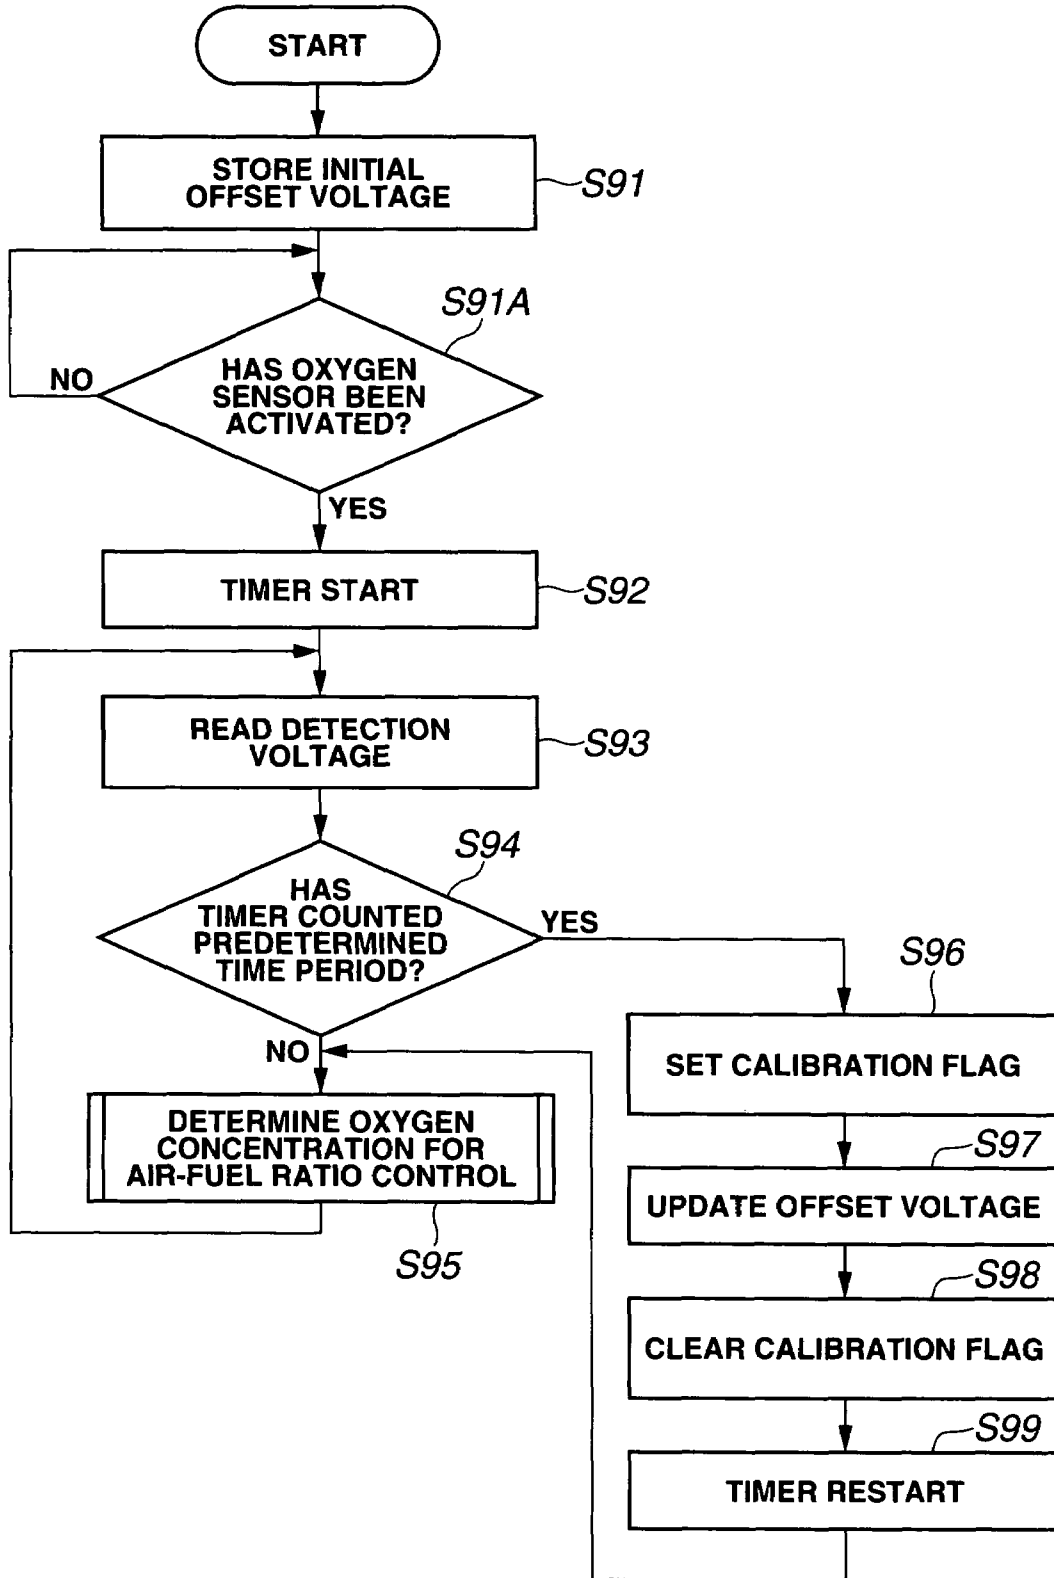 START
STORE INITIAL
OFFSET VOLTAGE
S91
S91A
HAS OXYGEN
SENSOR BEEN
ACTIVATED?
NO
YES
TIMER START
S92
READ DETECTION
VOLTAGE
S93
S94
HAS
TIMER COUNTED
PREDETERMINED
TIME PERIOD?
YES
NO
DETERMINE OXYGEN
CONCENTRATION FOR
AIR-FUEL RATIO CONTROL
S95
S96
SET CALIBRATION FLAG
S97
UPDATE OFFSET VOLTAGE
S98
CLEAR CALIBRATION FLAG
S99
TIMER RESTART